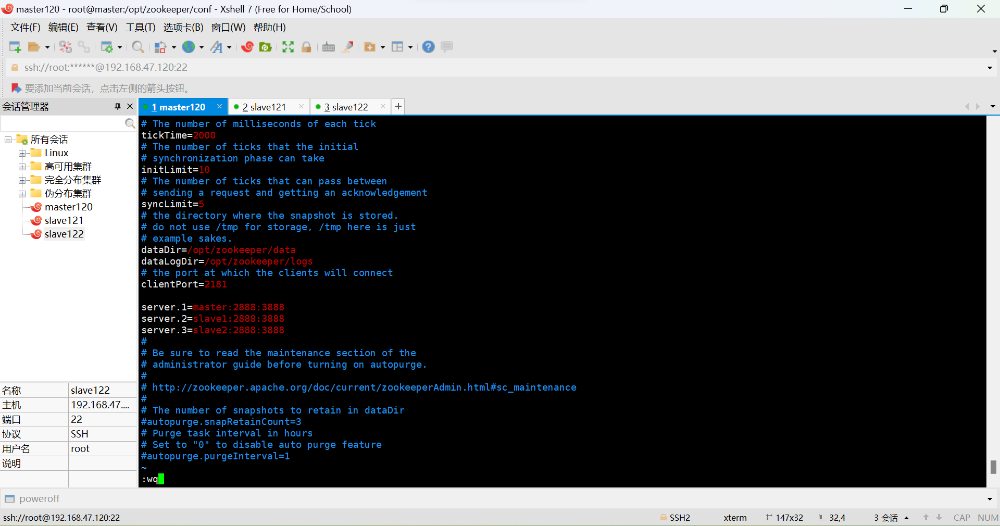 master120 - root@master:/opt/zookeeper/conf - Xshell 7 (Free for Home/School)
文件(F) 编辑(E) 查看(V) 工具(T) 选项卡(B) 窗口(W) 帮助(H)
ssh://root:******@192.168.47.120:22
要添加当前会话，点击左侧的箭头按钮。
会话管理器
所有会话
Linux
高可用集群
完全分布集群
伪分布集群
master120
slave121
slave122
名称 slave122
主机 192.168.47....
端口 22
协议 SSH
用户名 root
说明
1 master120 2 slave121 3 slave122
# The number of milliseconds of each tick
tickTime=2000
# The number of ticks that the initial
# synchronization phase can take
initLimit=10
# The number of ticks that can pass between
# sending a request and getting an acknowledgement
syncLimit=5
# the directory where the snapshot is stored.
# do not use /tmp for storage, /tmp here is just
# example sakes.
dataDir=/opt/zookeeper/data
dataLogDir=/opt/zookeeper/logs
# the port at which the clients will connect
clientPort=2181
server.1=master:2888:3888
server.2=slave1:2888:3888
server.3=slave2:2888:3888
#
# Be sure to read the maintenance section of the
# administrator guide before turning on autopurge.
#
# http://zookeeper.apache.org/doc/current/zookeeperAdmin.html#sc_maintenance
#
# The number of snapshots to retain in dataDir
#autopurge.snapRetainCount=3
# Purge task interval in hours
# Set to "0" to disable auto purge feature
#autopurge.purgeInterval=1
~
:wq
poweroff
ssh://root@192.168.47.120:22 SSH2 xterm 147x32 32,4 3 会话 CAP NUM